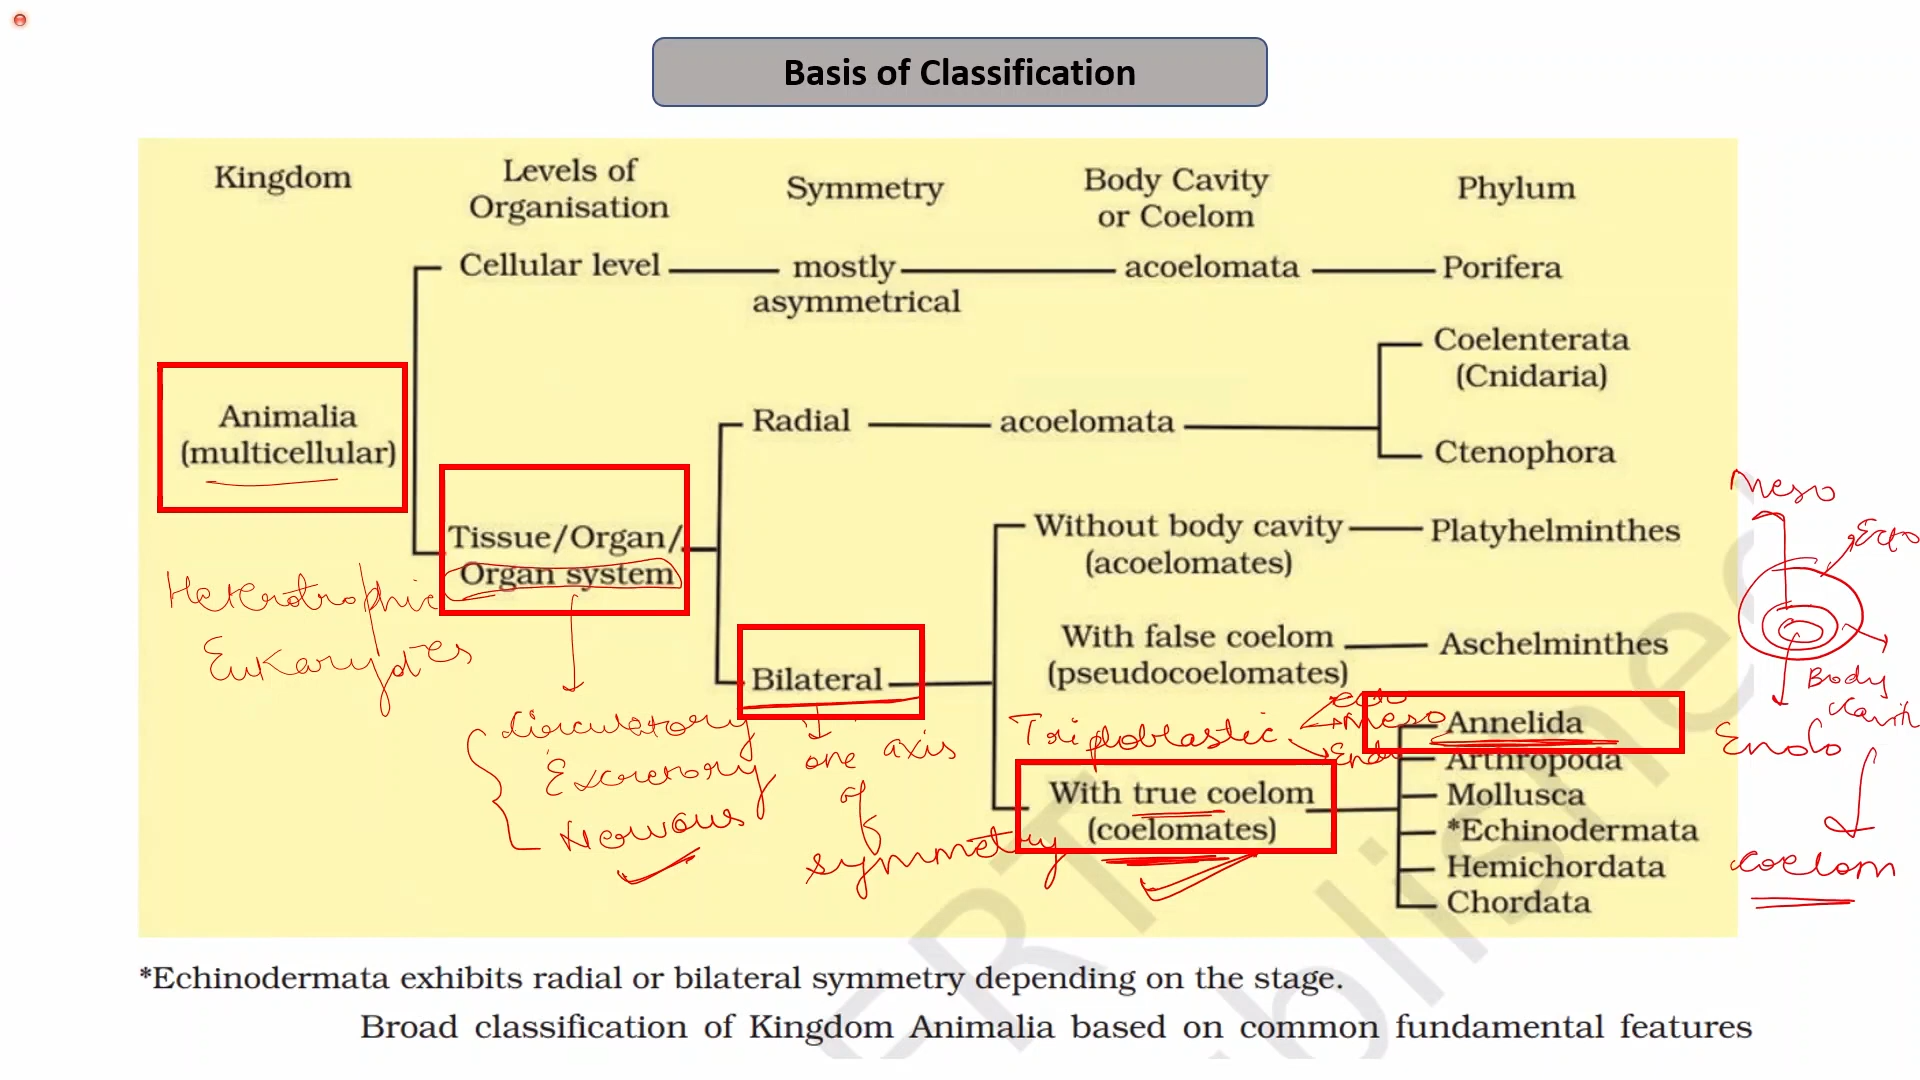 Basis of Classification
Kingdom
Levels of
Organisation
Symmetry
Body Cavity
or Coelom
Phylum
Cellular level
mostly
asymmetrical
acoelomata
Porifera
Coelenterata
(Cnidaria)
Animalia
(multicellular)
Radial
acoelomata
Ctenophora
Meso
Ecto
Tissue/Organ/
Organ system
Without body cavity
(acoelomates)
Platyhelminthes
Heterotrophic
Eukaryotes
Bilateral
With false coelom
(pseudocoelomates)
Aschelminthes
Body
Cavity
Endo
Circulatory
Excretory
Nervous
one axis
of
symmetry
Triploblastic
ecto
Meso
Endo
With true coelom
(coelomates)
Annelida
Arthropoda
Mollusca
*Echinodermata
Hemichordata
Chordata
coelom
*Echinodermata exhibits radial or bilateral symmetry depending on the stage.
Broad classification of Kingdom Animalia based on common fundamental features